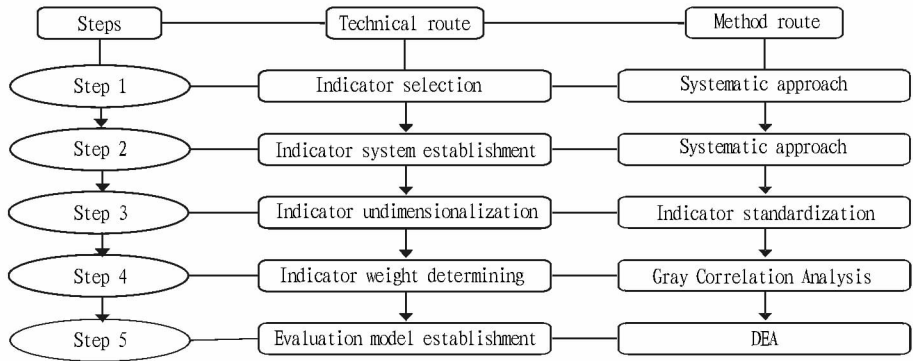 Steps
Technical route
Method route
Step 1
Indicator selection
Systematic approach
Step 2
Indicator system establishment
Systematic approach
Step 3
Indicator undimensionalization
Indicator standardization
Step 4
Indicator weight determining
Gray Correlation Analysis
Step 5
Evaluation model establishment
DEA